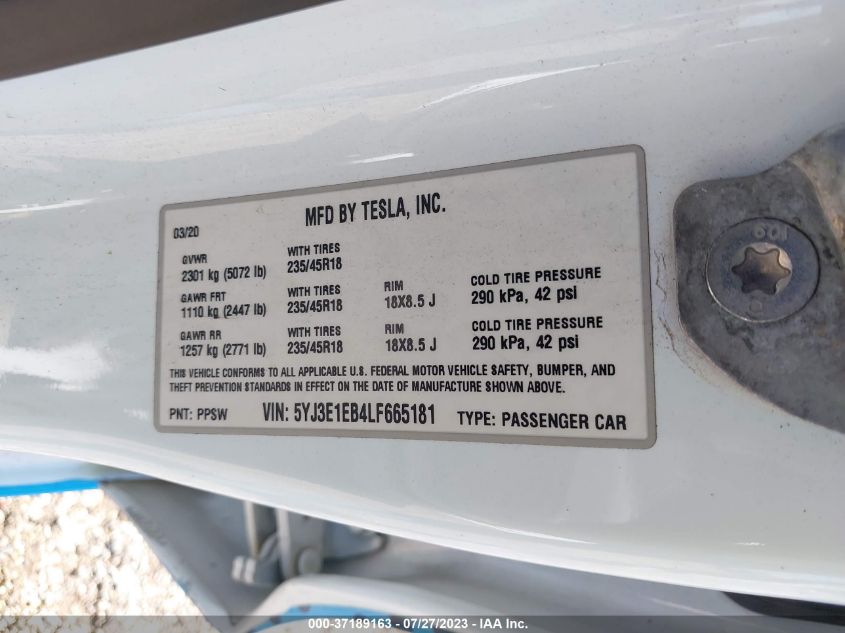 MFD BY TESLA, INC.
03/20
GVWR
2301 kg (5072 lb)
WITH TIRES
235/45R18
GAWR FRT
1110 kg (2447 lb)
WITH TIRES
235/45R18
RIM
18X8.5 J
COLD TIRE PRESSURE
290 kPa, 42 psi
GAWR RR
1257 kg (2771 lb)
WITH TIRES
235/45R18
RIM
18X8.5 J
COLD TIRE PRESSURE
290 kPa, 42 psi
THIS VEHICLE CONFORMS TO ALL APPLICABLE U.S. FEDERAL MOTOR VEHICLE SAFETY, BUMPER, AND
THEFT PREVENTION STANDARDS IN EFFECT ON THE DATE OF MANUFACTURE SHOWN ABOVE.
PNT: PPSW VIN: 5YJ3E1EB4LF665181 TYPE: PASSENGER CAR
000-37189163 - 07/27/2023 - IAA Inc.